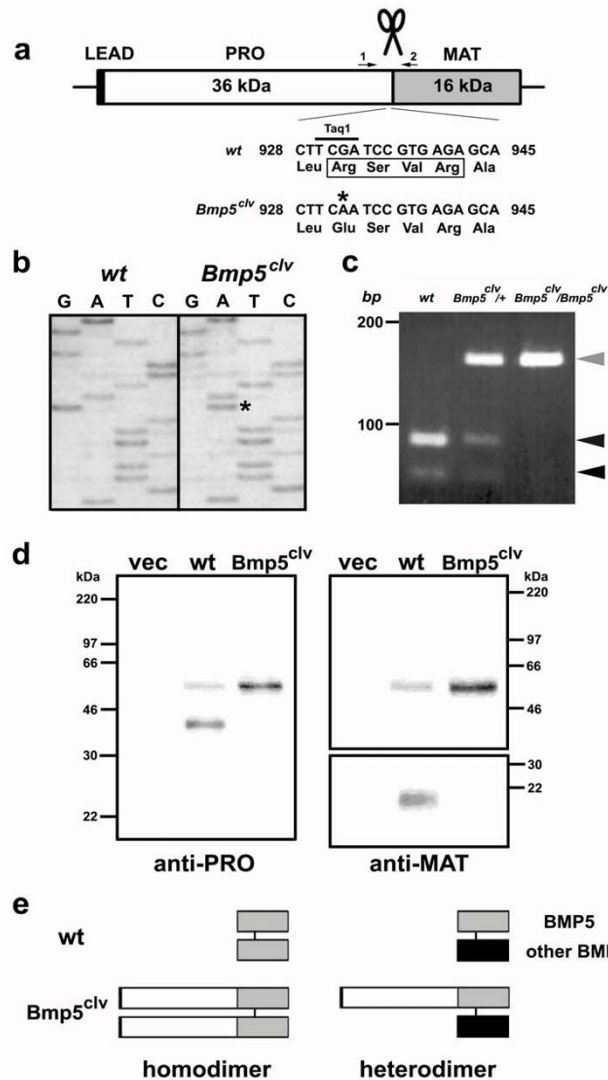 a
LEAD PRO MAT
1 2
36 kDa 16 kDa
Taq1
wt 928 CTT CGA TCC GTG AGA GCA 945
Leu Arg Ser Val Arg Ala
*
Bmp5clv 928 CTT CAA TCC GTG AGA GCA 945
Leu Glu Ser Val Arg Ala
b
wt Bmp5clv
G A T C G A T C
*
c
bp wt Bmp5clv/+ Bmp5clv/Bmp5clv
200
100
d
vec wt Bmp5clv
kDa
220
97
66
46
30
22
anti-PRO
vec wt Bmp5clv
kDa
220
97
66
46
30
22
anti-MAT
e
wt
BMP5
other BM
Bmp5clv
homodimer heterodimer